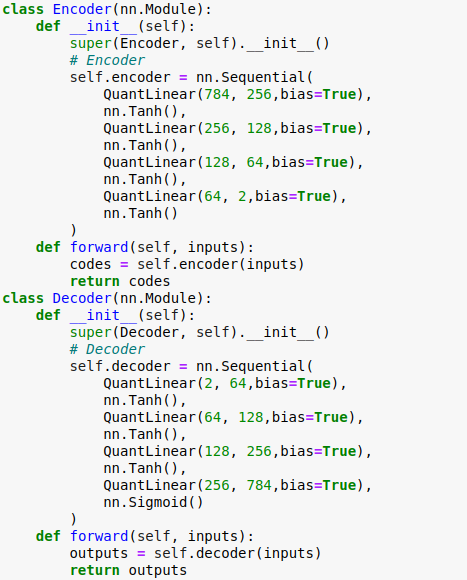 class Encoder(nn.Module):
    def __init__(self):
        super(Encoder, self).__init__()
        # Encoder
        self.encoder = nn.Sequential(
            QuantLinear(784, 256,bias=True),
            nn.Tanh(),
            QuantLinear(256, 128,bias=True),
            nn.Tanh(),
            QuantLinear(128, 64,bias=True),
            nn.Tanh(),
            QuantLinear(64, 2,bias=True),
            nn.Tanh()
        )
    def forward(self, inputs):
        codes = self.encoder(inputs)
        return codes
class Decoder(nn.Module):
    def __init__(self):
        super(Decoder, self).__init__()
        # Decoder
        self.decoder = nn.Sequential(
            QuantLinear(2, 64,bias=True),
            nn.Tanh(),
            QuantLinear(64, 128,bias=True),
            nn.Tanh(),
            QuantLinear(128, 256,bias=True),
            nn.Tanh(),
            QuantLinear(256, 784,bias=True),
            nn.Sigmoid()
        )
    def forward(self, inputs):
        outputs = self.decoder(inputs)
        return outputs